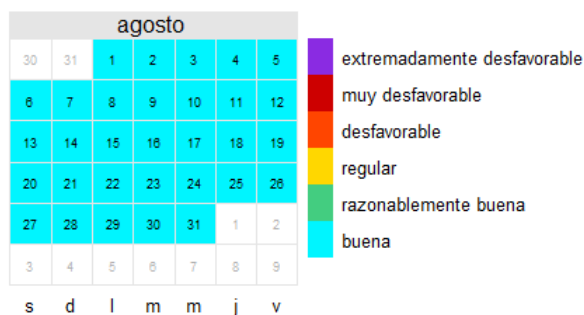 agosto
30 31 1 2 3 4 5
6 7 8 9 10 11 12
13 14 15 16 17 18 19
20 21 22 23 24 25 26
27 28 29 30 31 1 2
3 4 5 6 7 8 9
s d l m m j v
extremadamente desfavorable
muy desfavorable
desfavorable
regular
razonablemente buena
buena